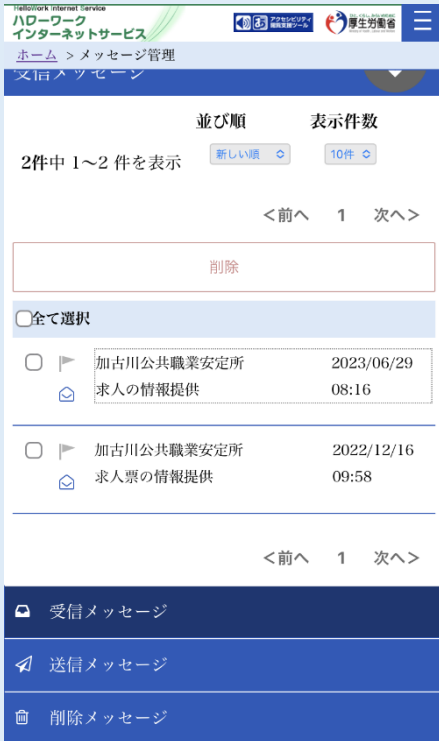 HelloWork Internet Service
ハローワーク
インターネットサービス
アクセシビリティ
閲覧支援ツール
厚生労働省
ホーム > メッセージ管理
受信メッセージ
並び順 表示件数
2件中 1〜2 件を表示 新しい順 10件
<前へ 1 次へ>
削除
全て選択
加古川公共職業安定所 2023/06/29
求人の情報提供 08:16
加古川公共職業安定所 2022/12/16
求人票の情報提供 09:58
<前へ 1 次へ>
受信メッセージ
送信メッセージ
削除メッセージ